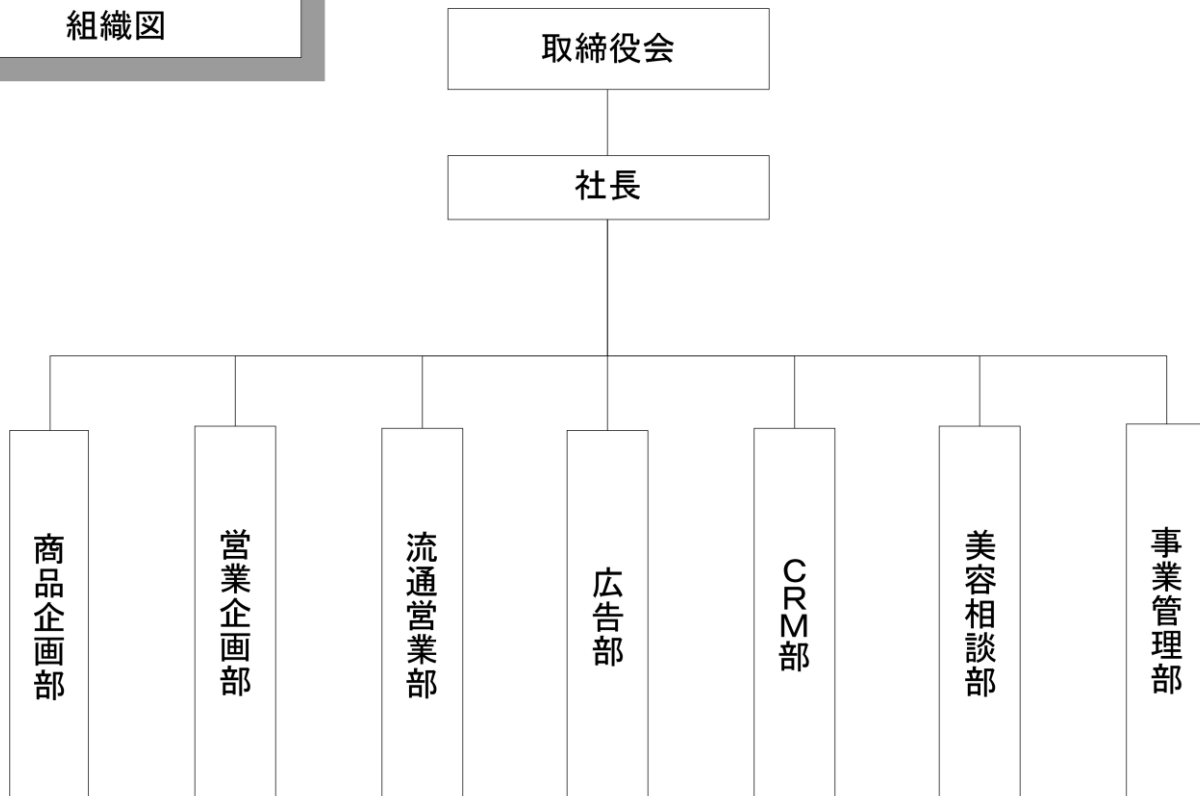 組織図
取締役会
社長
商品企画部
営業企画部
流通営業部
広告部
CRM部
美容相談部
事業管理部